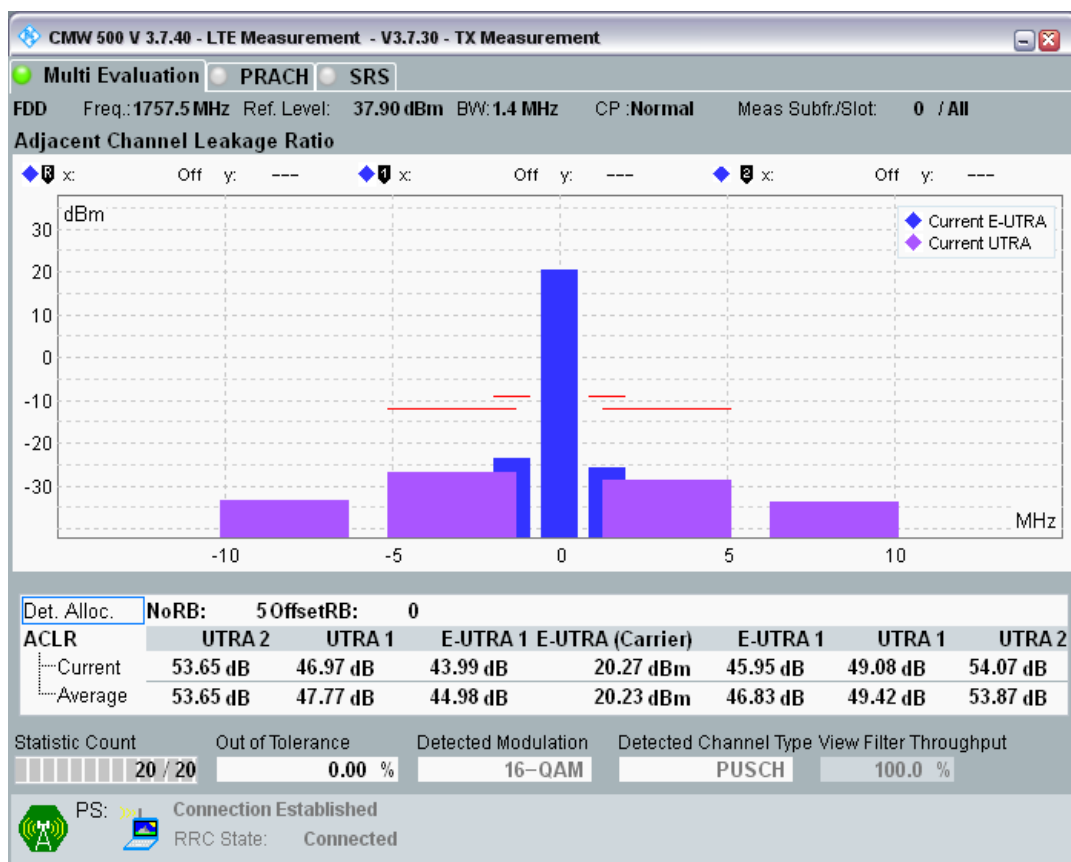 CMW 500 V 3.7.40 - LTE Measurement - V3.7.30 - TX Measurement
Multi Evaluation PRACH SRS
FDD Freq.: 1757.5 MHz Ref. Level: 37.90 dBm BW: 1.4 MHz CP : Normal Meas Subfr./Slot: 0 / All
Adjacent Channel Leakage Ratio
R x: Off y: --- 1 x: Off y: --- 2 x: Off y: ---
dBm
Current E-UTRA
Current UTRA
30
20
10
0
-10
-20
-30
MHz
-10 -5 0 5 10
Det. Alloc. NoRB: 5 OffsetRB: 0
ACLR UTRA 2 UTRA 1 E-UTRA 1 E-UTRA (Carrier) E-UTRA 1 UTRA 1 UTRA 2
Current 53.65 dB 46.97 dB 43.99 dB 20.27 dBm 45.95 dB 49.08 dB 54.07 dB
Average 53.65 dB 47.77 dB 44.98 dB 20.23 dBm 46.83 dB 49.42 dB 53.87 dB
Statistic Count Out of Tolerance Detected Modulation Detected Channel Type View Filter Throughput
20 / 20 0.00 % 16-QAM PUSCH 100.0 %
PS: Connection Established
RRC State: Connected